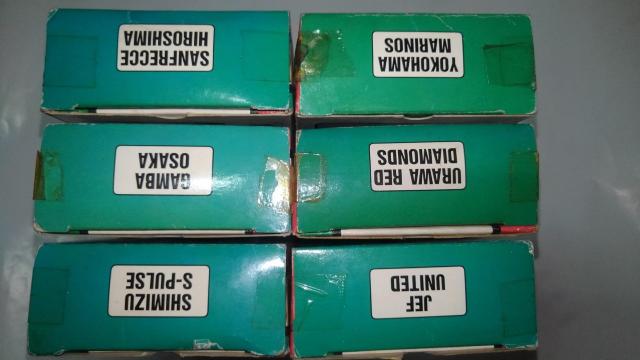 SANFRECCE
HIROSHIMA
YOKOHAMA
MARINOS
GAMBA
OSAKA
URAWA RED
DIAMONDS
SHIMIZU
S-PULSE
JEF
UNITED